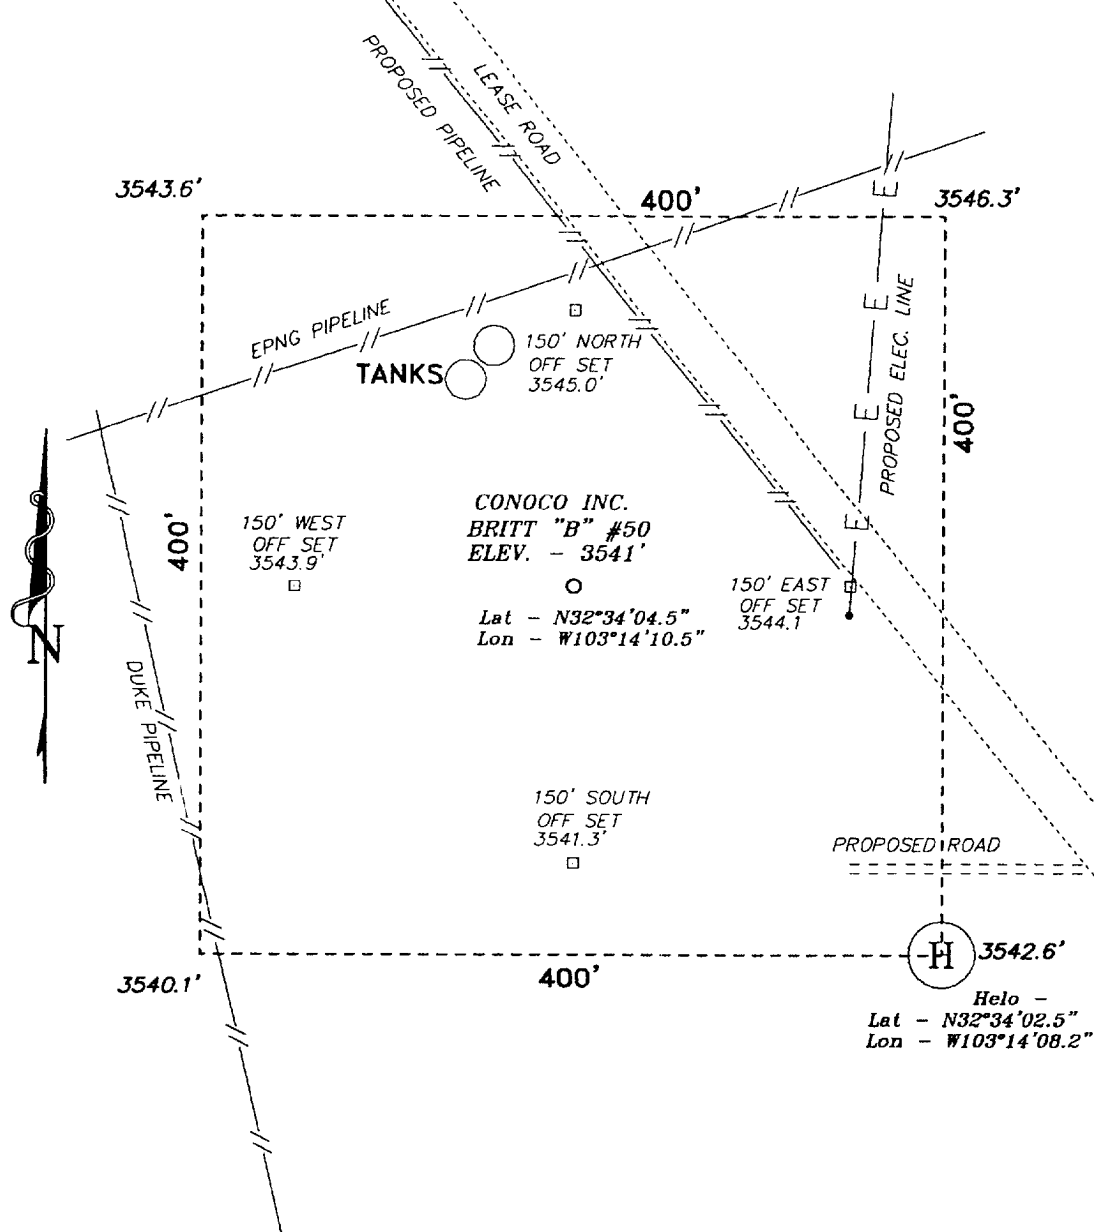 PROPOSED PIPELINE
LEASE ROAD
3543.6'
400'
3546.3'
E
EPNG PIPELINE
TANKS
150' NORTH
OFF SET
3545.0'
E
PROPOSED ELEC. LINE
E
400'
400'
150' WEST
OFF SET
3543.9'
CONOCO INC.
BRITT "B" #50
ELEV. - 3541'
E
Lat - N32°34'04.5"
Lon - W103°14'10.5"
150' EAST
OFF SET
3544.1
N
DUKE PIPELINE
150' SOUTH
OFF SET
3541.3'
PROPOSED ROAD
3540.1'
400'
H
3542.6'
Helo -
Lat - N32°34'02.5"
Lon - W103°14'08.2"